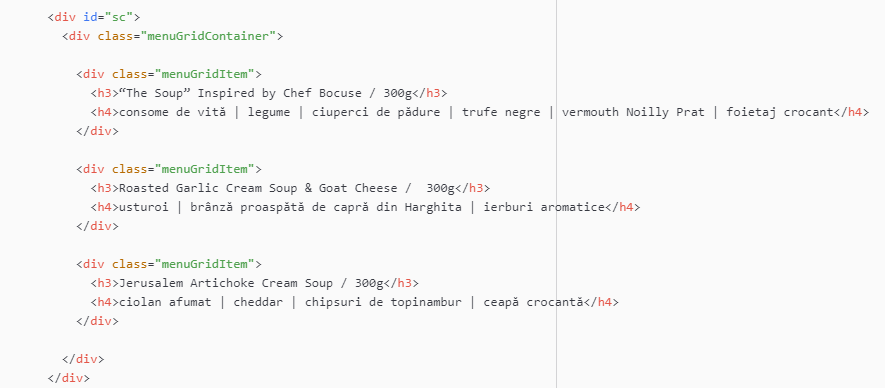 <div id="sc">
<div class="menuGridContainer">
<div class="menuGridItem">
<h3>“The Soup” Inspired by Chef Bocuse / 300g</h3>
<h4>consome de vită | legume | ciuperci de pădure | trufe negre | vermouth Noilly Prat | foietaj crocant</h4>
</div>
<div class="menuGridItem">
<h3>Roasted Garlic Cream Soup & Goat Cheese /  300g</h3>
<h4>usturoi | brânză proaspătă de capră din Harghita | ierburi aromatice</h4>
</div>
<div class="menuGridItem">
<h3>Jerusalem Artichoke Cream Soup / 300g</h3>
<h4>ciolan afumat | cheddar | chipsuri de topinambur | ceapă crocantă</h4>
</div>
</div>
</div>